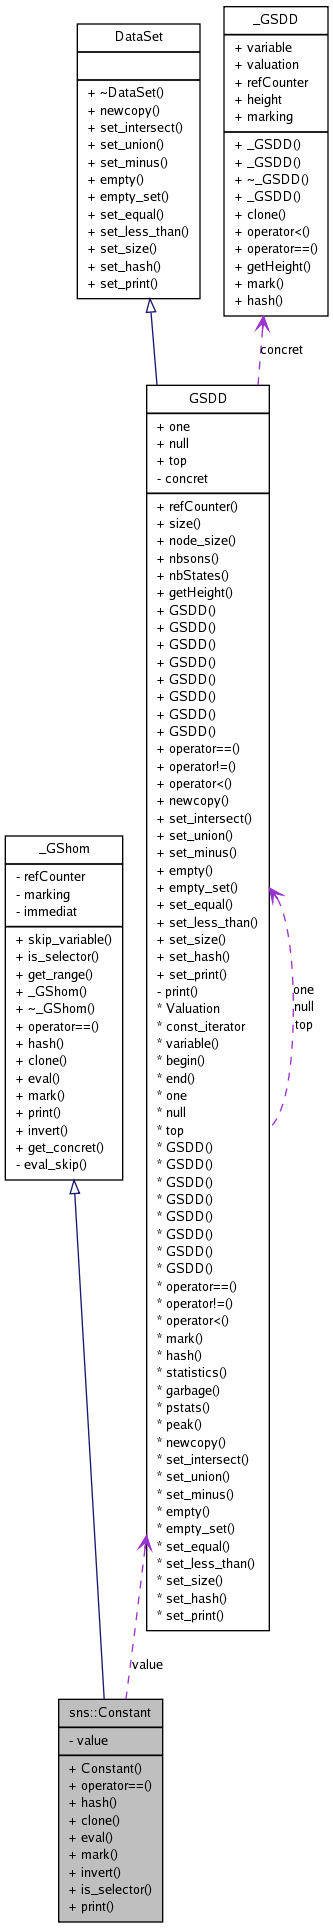 _GSDD
+ variable
+ valuation
+ refCounter
+ height
+ marking
+ _GSDD()
+ _GSDD()
+ ~_GSDD()
+ _GSDD()
+ clone()
+ operator<()
+ operator==()
+ getHeight()
+ mark()
+ hash()
DataSet
+ ~DataSet()
+ newcopy()
+ set_intersect()
+ set_union()
+ set_minus()
+ empty()
+ empty_set()
+ set_equal()
+ set_less_than()
+ set_size()
+ set_hash()
+ set_print()
concret
GSDD
+ one
+ null
+ top
- concret
+ refCounter()
+ size()
+ node_size()
+ nbsons()
+ nbStates()
+ getHeight()
+ GSDD()
+ GSDD()
+ GSDD()
+ GSDD()
+ GSDD()
+ GSDD()
+ GSDD()
+ GSDD()
+ operator==()
+ operator!=()
+ operator<()
+ newcopy()
+ set_intersect()
+ set_union()
+ set_minus()
+ empty()
+ empty_set()
+ set_equal()
+ set_less_than()
+ set_size()
+ set_hash()
+ set_print()
- print()
* Valuation
* const_iterator
* variable()
* begin()
* end()
* one
* null
* top
* GSDD()
* GSDD()
* GSDD()
* GSDD()
* GSDD()
* GSDD()
* GSDD()
* GSDD()
* operator==()
* operator!=()
* operator<()
* mark()
* hash()
* statistics()
* garbage()
* pstats()
* peak()
* newcopy()
* set_intersect()
* set_union()
* set_minus()
* empty()
* empty_set()
* set_equal()
* set_less_than()
* set_size()
* set_hash()
* set_print()
one
null
top
_GShom
- refCounter
- marking
- immediat
+ skip_variable()
+ is_selector()
+ get_range()
+ _GShom()
+ ~_GShom()
+ operator==()
+ hash()
+ clone()
+ eval()
+ mark()
+ print()
+ invert()
+ get_concret()
- eval_skip()
value
sns::Constant
- value
+ Constant()
+ operator==()
+ hash()
+ clone()
+ eval()
+ mark()
+ invert()
+ is_selector()
+ print()